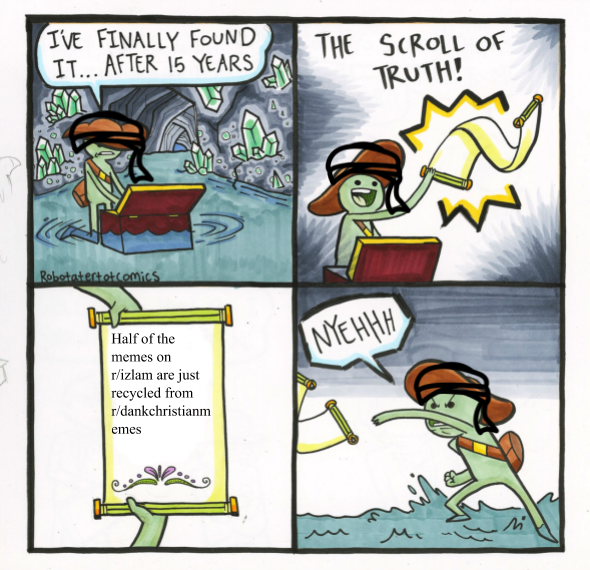 I'VE FINALLY FOUND
IT... AFTER 15 YEARS
THE SCROLL OF
TRUTH!
Robotatertotcomics
Half of the
memes on
r/izlam are just
recycled from
r/dankchristianm
emes
NYEHHH